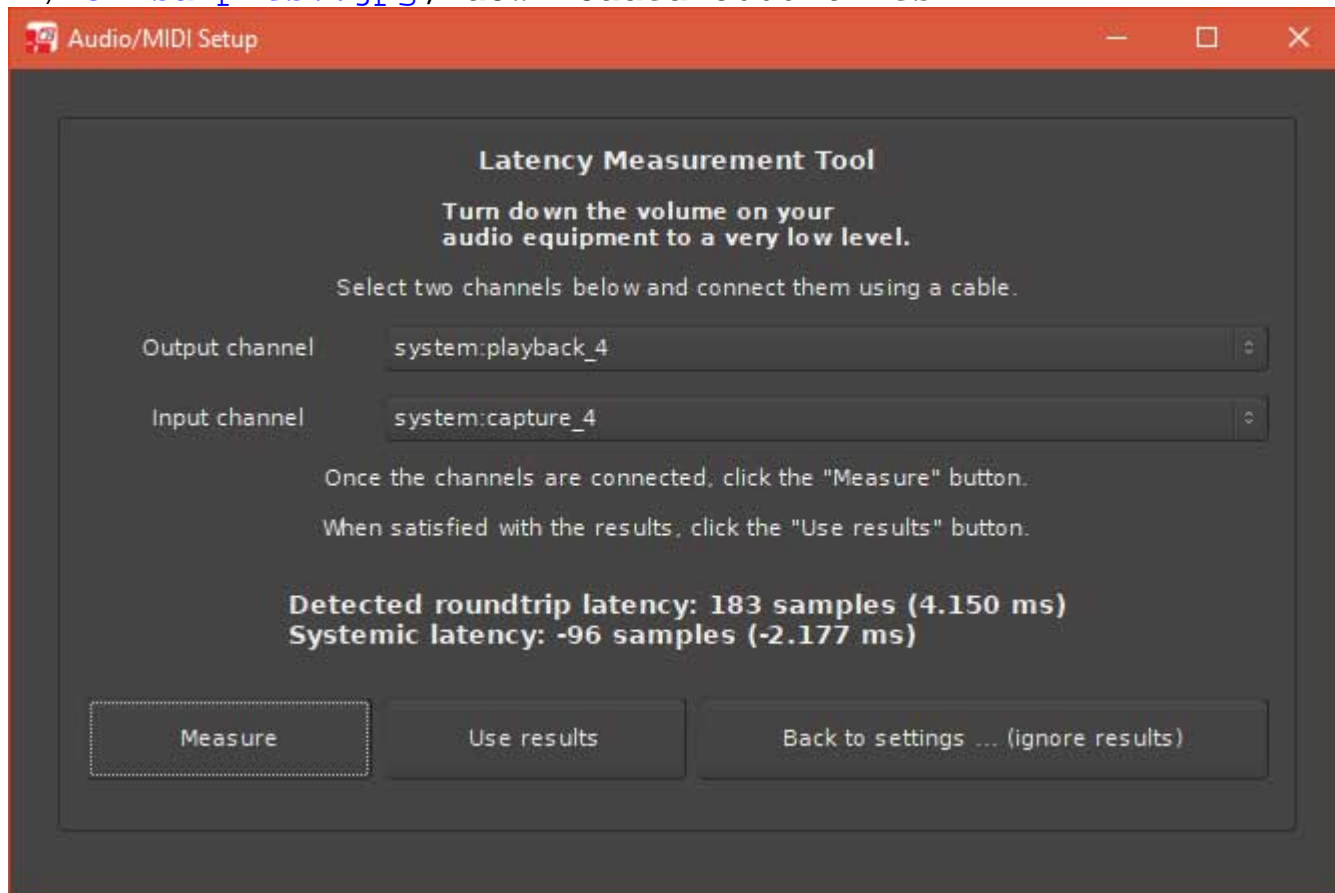 Audio/MIDI Setup
Latency Measurement Tool
Turn down the volume on your
audio equipment to a very low level.
Select two channels below and connect them using a cable.
Output channel system:playback_4
Input channel system:capture_4
Once the channels are connected, click the "Measure" button.
When satisfied with the results, click the "Use results" button.
Detected roundtrip latency: 183 samples (4.150 ms)
Systemic latency: -96 samples (-2.177 ms)
Measure Use results Back to settings ... (ignore results)